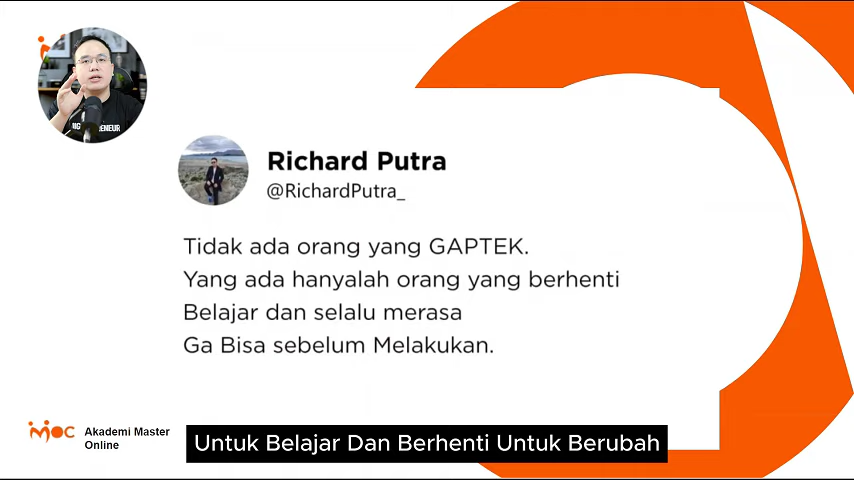 Richard Putra
@RichardPutra_
Tidak ada orang yang GAPTEK.
Yang ada hanyalah orang yang berhenti
Belajar dan selalu merasa
Ga Bisa sebelum Melakukan.
MOC
Akademi Master
Online
Untuk Belajar Dan Berhenti Untuk Berubah